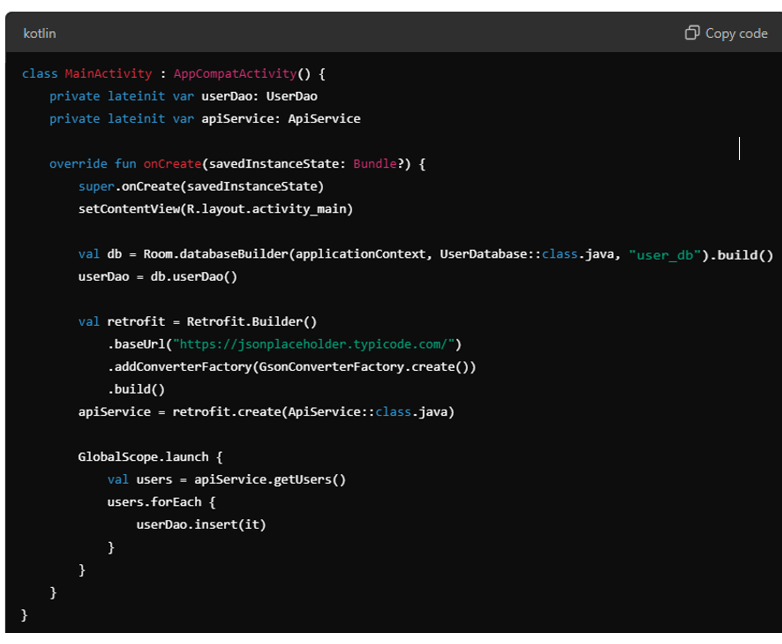 kotlin
Copy code
class MainActivity : AppCompatActivity() {
    private lateinit var userDao: UserDao
    private lateinit var apiService: ApiService

    override fun onCreate(savedInstanceState: Bundle?) {
        super.onCreate(savedInstanceState)
        setContentView(R.layout.activity_main)

        val db = Room.databaseBuilder(applicationContext, UserDatabase::class.java, "user_db").build()
        userDao = db.userDao()

        val retrofit = Retrofit.Builder()
            .baseUrl("https://jsonplaceholder.typicode.com/")
            .addConverterFactory(GsonConverterFactory.create())
            .build()
        apiService = retrofit.create(ApiService::class.java)

        GlobalScope.launch {
            val users = apiService.getUsers()
            users.forEach {
                userDao.insert(it)
            }
        }
    }
}